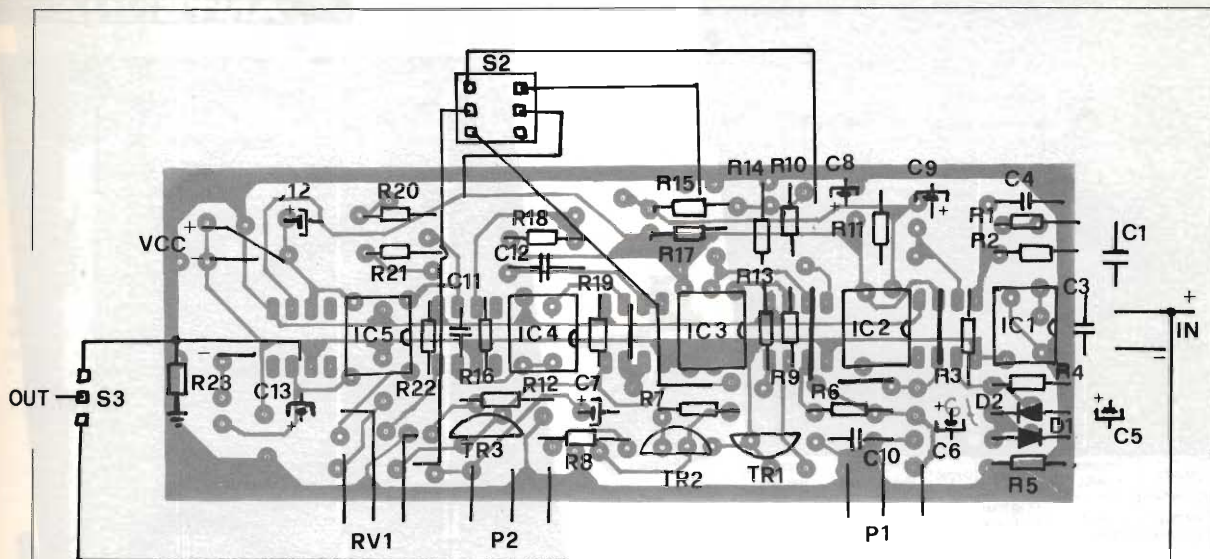 S2
R14
R10
C8
C9
C4
R15
12
R20
R1
R18
R11
R2
C1
VCC
+
−
R17
C12
R21
R13
C11
R19
C3
+
IN
−
IC5
IC4
IC3
IC2
IC1
−
R23
C13
R22
R16
R12
C7
R7
R9
R6
R3
R4
D2
OUT
S3
D1
C5
TR3
R8
TR2
TR1
C10
C6
R5
RV1
P2
P1